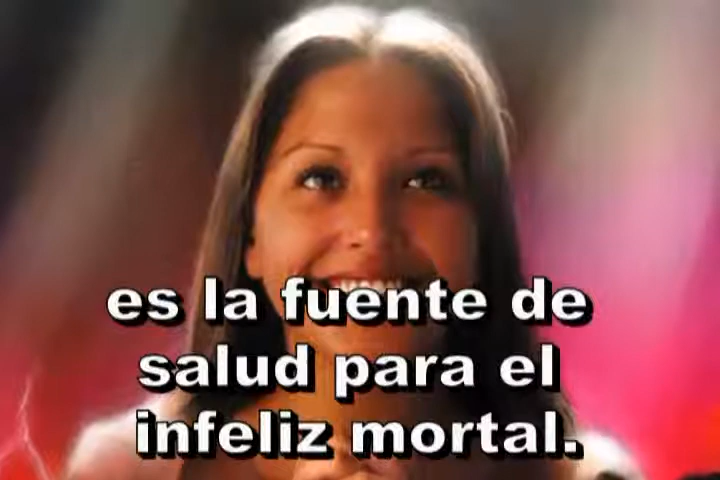 es la fuente de
salud para el
infeliz mortal.